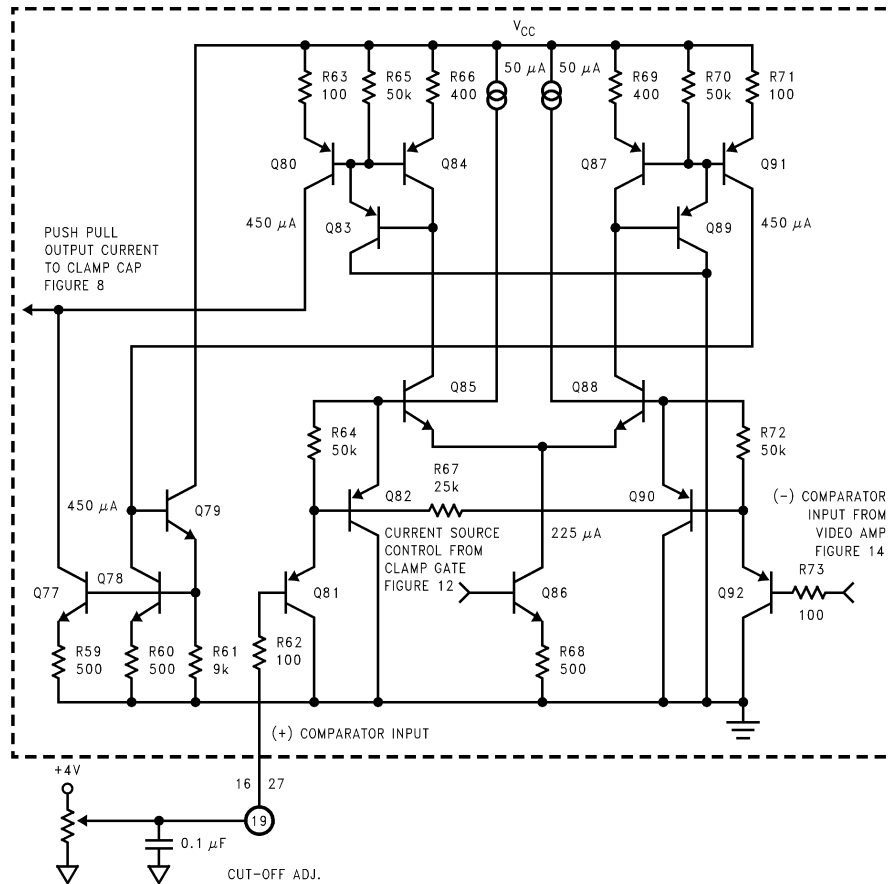 V_CC
R63
100
R65
50k
R66
400
50 μA
50 μA
R69
400
R70
50k
R71
100
Q80
Q84
Q87
Q91
450 μA
Q83
Q89
450 μA
PUSH PULL
OUTPUT CURRENT
TO CLAMP CAP
FIGURE 8
Q85
Q88
R64
50k
R67
25k
R72
50k
450 μA
Q79
Q82
Q90
(-) COMPARATOR
INPUT FROM
VIDEO AMP
FIGURE 14
CURRENT SOURCE
CONTROL FROM
CLAMP GATE
FIGURE 12
225 μA
Q77
Q78
Q81
Q86
Q92
R73
100
R59
500
R60
500
R61
9k
R62
100
R68
500
(+) COMPARATOR INPUT
+4V
16
27
19
0.1 μF
CUT-OFF ADJ.